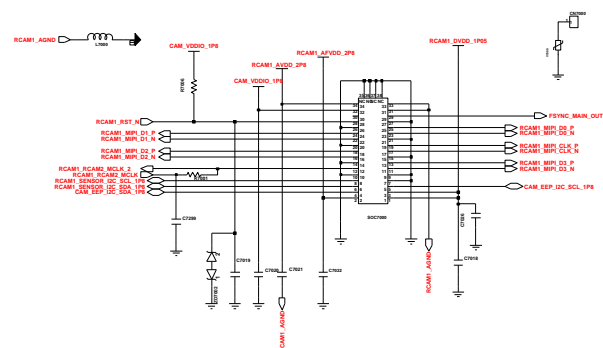 CN7000
RCAM1_AGND
L7000
CAM_VDDIO_1P8
RCAM1_AFVDD_2P8
RCAM1_DVDD_1P05
RCAM1_AVDD_2P8
CAM_VDDIO_1P8
RCAM1_RST_N
FSYNC_MAIN_OUT
RCAM1_MIPI_D1_P
RCAM1_MIPI_D1_N
RCAM1_MIPI_D0_P
RCAM1_MIPI_D0_N
RCAM1_MIPI_D2_P
RCAM1_MIPI_D2_N
RCAM1_MIPI_CLK_P
RCAM1_MIPI_CLK_N
RCAM1_RCAM2_MCLK_2
RCAM1_RCAM2_MCLK
RCAM1_MIPI_D3_P
RCAM1_MIPI_D3_N
RCAM1_SENSOR_I2C_SCL_1P8
RCAM1_SENSOR_I2C_SDA_1P8
CAM_EEP_I2C_SDA_1P8
CAM_EEP_I2C_SCL_1P8
C7299
SOC7000
C7019
C7020
C7021
C7022
C7018
RCAM1_AGND
CAM1_AGND